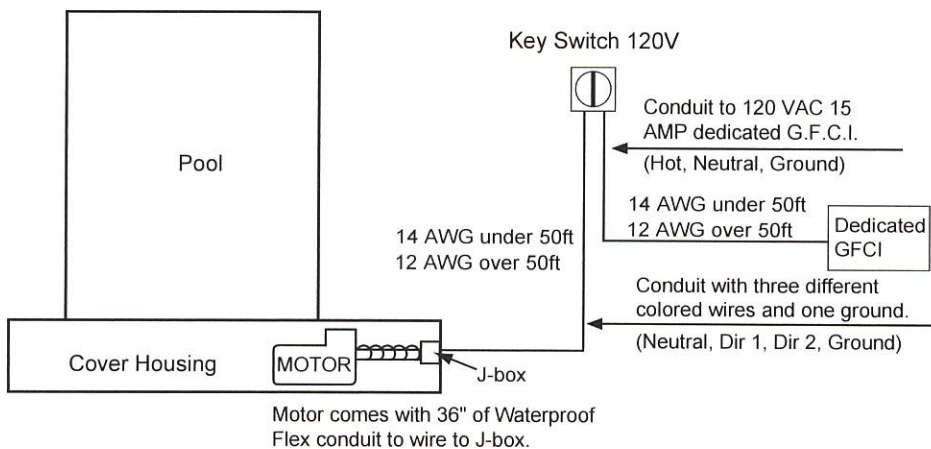 Key Switch 120V
Pool
Conduit to 120 VAC 15
AMP dedicated G.F.C.I.
(Hot, Neutral, Ground)
14 AWG under 50ft
12 AWG over 50ft
Dedicated
GFCI
14 AWG under 50ft
12 AWG over 50ft
Conduit with three different
colored wires and one ground.
(Neutral, Dir 1, Dir 2, Ground)
Cover Housing
MOTOR
J-box
Motor comes with 36" of Waterproof
Flex conduit to wire to J-box.